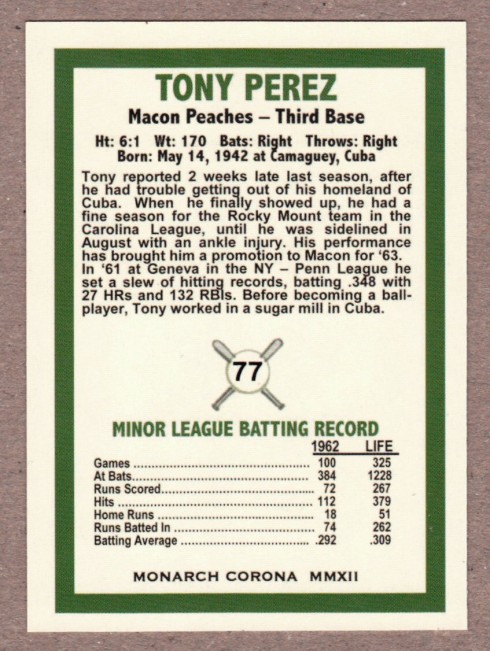 TONY PEREZ
Macon Peaches – Third Base
Ht: 6:1 Wt: 170 Bats: Right Throws: Right
Born: May 14, 1942 at Camaguey, Cuba
Tony reported 2 weeks late last season, after
he had trouble getting out of his homeland of
Cuba. When he finally showed up, he had a
fine season for the Rocky Mount team in the
Carolina League, until he was sidelined in
August with an ankle injury. His performance
has brought him a promotion to Macon for ‘63.
In ‘61 at Geneva in the NY – Penn League he
set a slew of hitting records, batting .348 with
27 HRs and 132 RBIs. Before becoming a ball-
player, Tony worked in a sugar mill in Cuba.
77
MINOR LEAGUE BATTING RECORD
1962 LIFE
Games 100 325
At Bats 384 1228
Runs Scored 72 267
Hits 112 379
Home Runs 18 51
Runs Batted In 74 262
Batting Average .292 .309
MONARCH CORONA MMXII